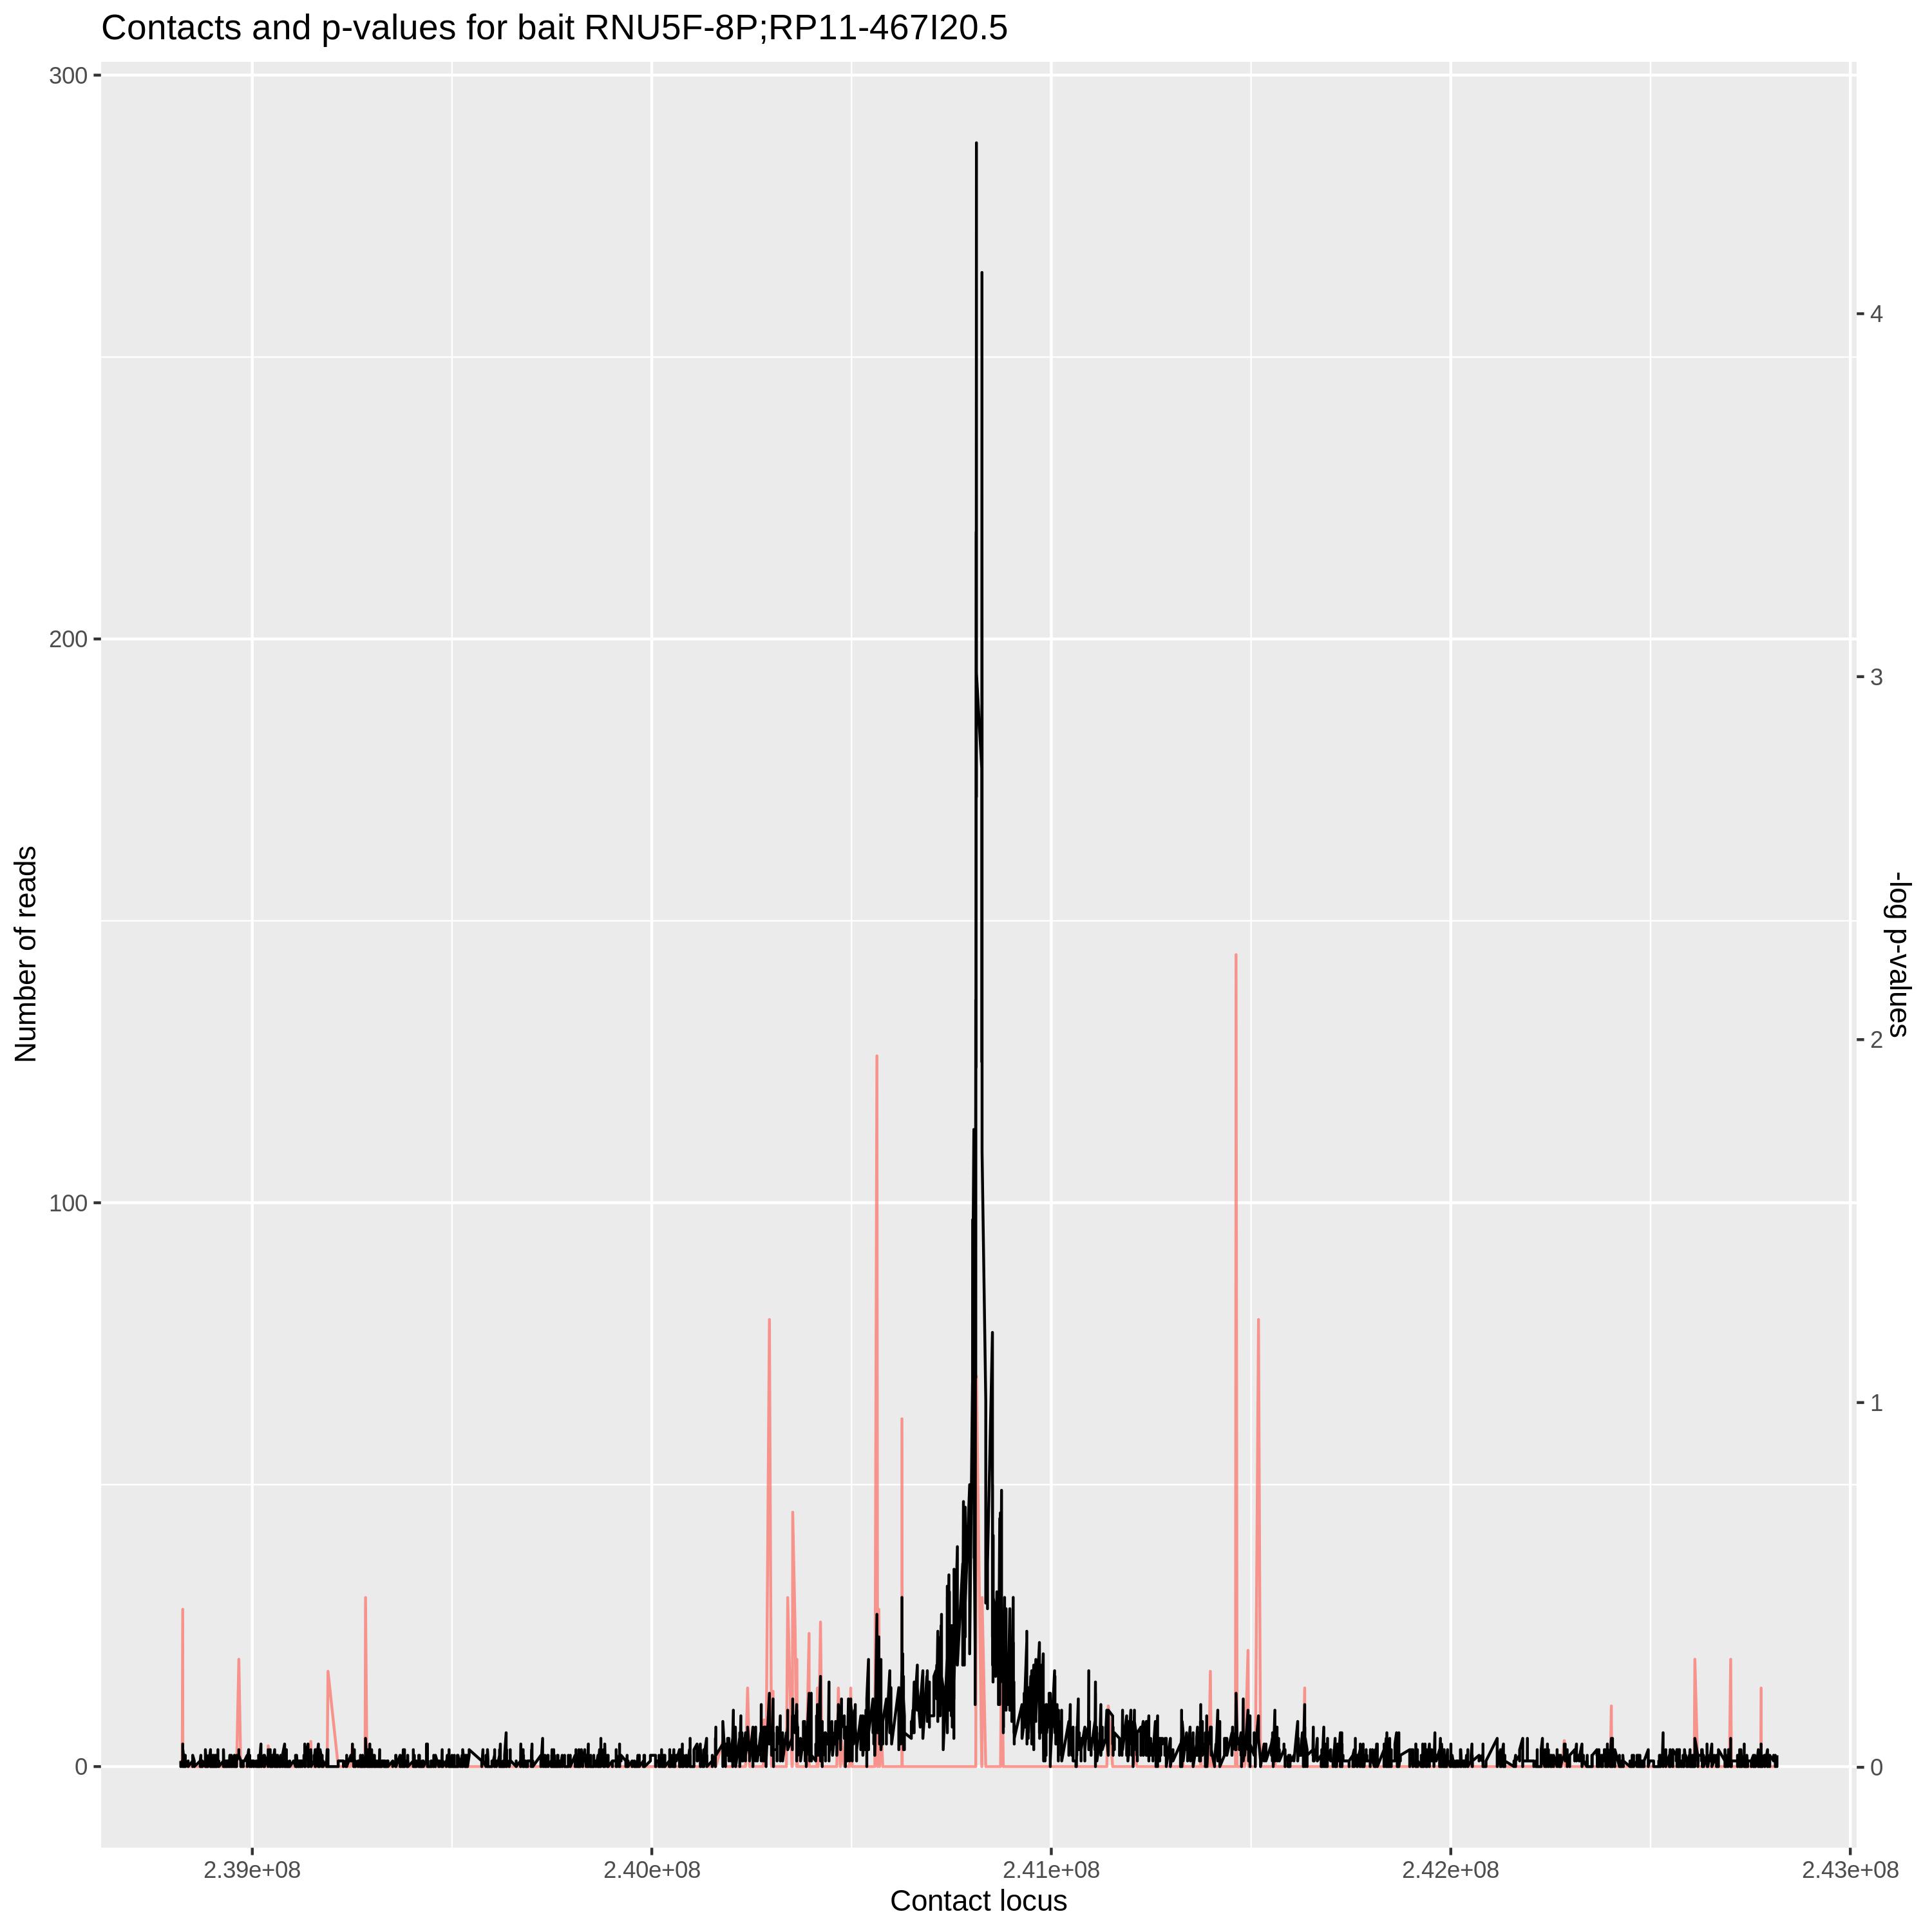 Contacts and p-values for bait RNU5F-8P;RP11-467I20.5
300
200
100
0
Number of reads
4
3
2
1
0
-log p-values
2.39e+08
2.40e+08
2.41e+08
2.42e+08
2.43e+08
Contact locus